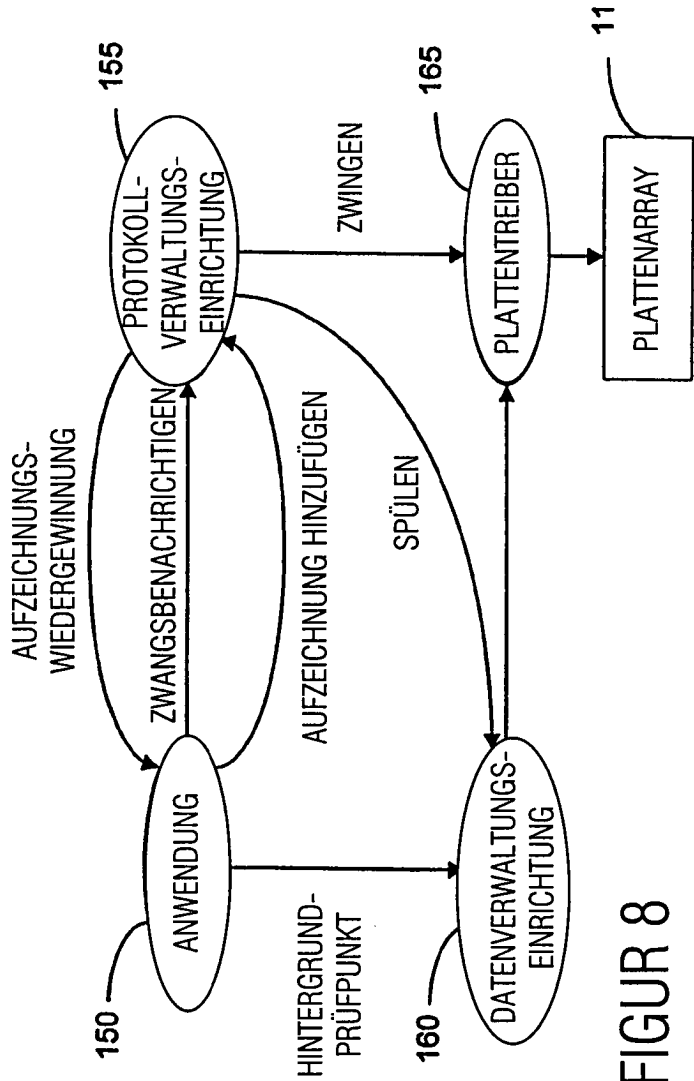 AUFZEICHNUNGS-
WIEDERGEWINNUNG
150
ANWENDUNG
ZWANGSBENACHRICHTIGEN
PROTOKOLL-
VERWALTUNGS-
EINRICHTUNG
155
AUFZEICHNUNG HINZUFÜGEN
HINTERGRUND-
PRÜFPUNKT
SPÜLEN
ZWINGEN
160
DATENVERWALTUNGS-
EINRICHTUNG
PLATTENTREIBER
165
PLATTENARRAY
11
FIGUR 8